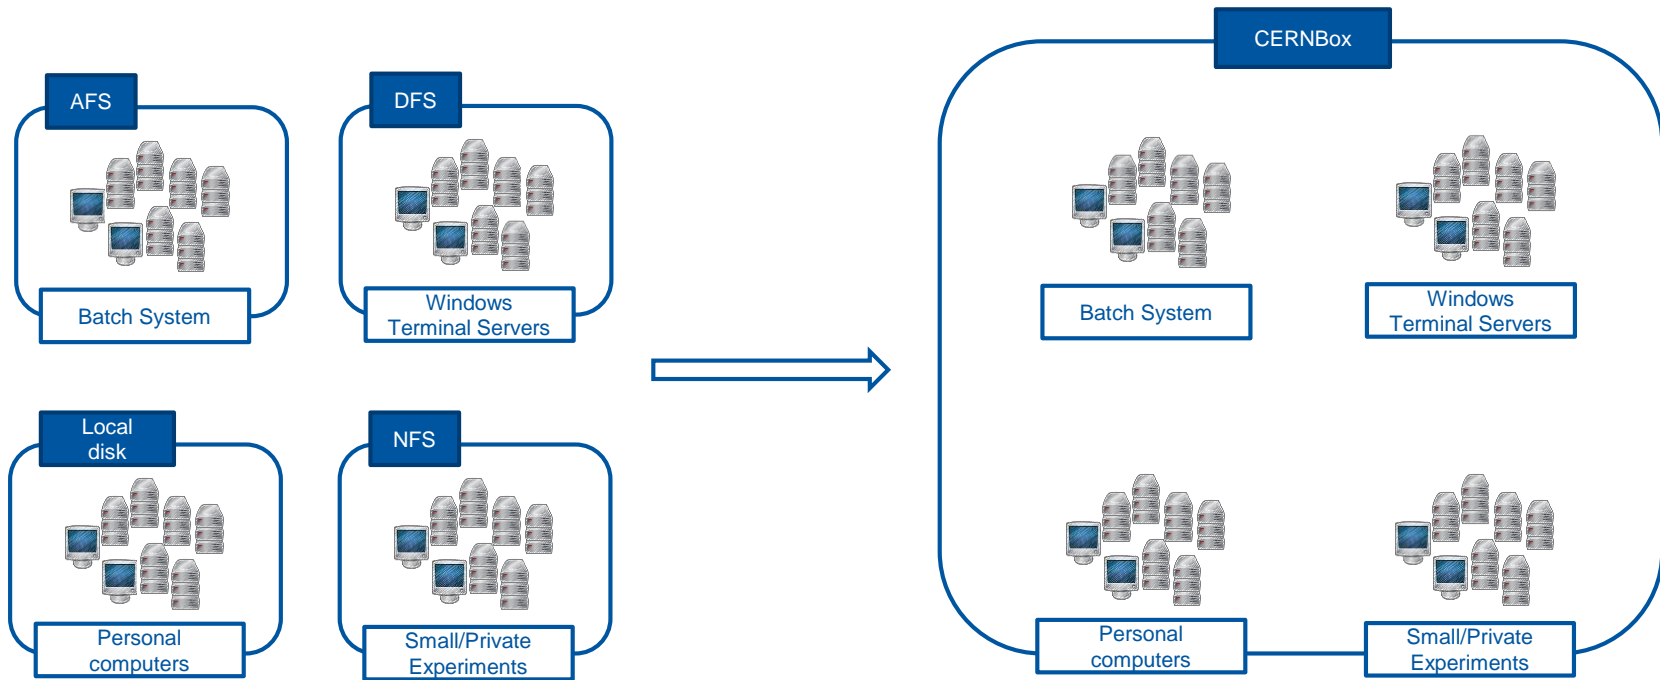 AFS
DFS
Batch System
Windows
Terminal Servers
Local
disk
NFS
Personal
computers
Small/Private
Experiments
CERNBox
Batch System
Windows
Terminal Servers
Personal
computers
Small/Private
Experiments